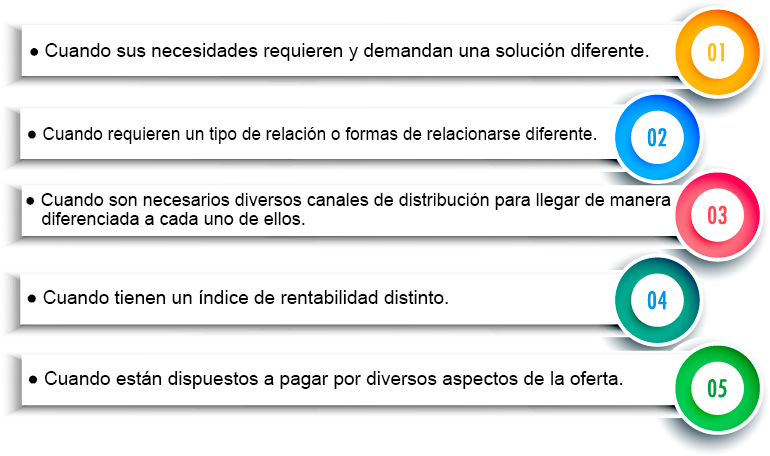 ● Cuando sus necesidades requieren y demandan una solución diferente.
01
● Cuando requieren un tipo de relación o formas de relacionarse diferente.
02
● Cuando son necesarios diversos canales de distribución para llegar de manera
diferenciada a cada uno de ellos.
03
● Cuando tienen un índice de rentabilidad distinto.
04
● Cuando están dispuestos a pagar por diversos aspectos de la oferta.
05